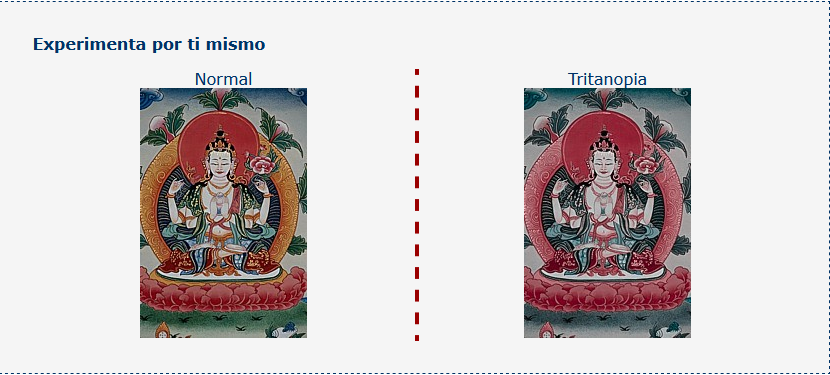 Experimenta por ti mismo
Normal
Tritanopia